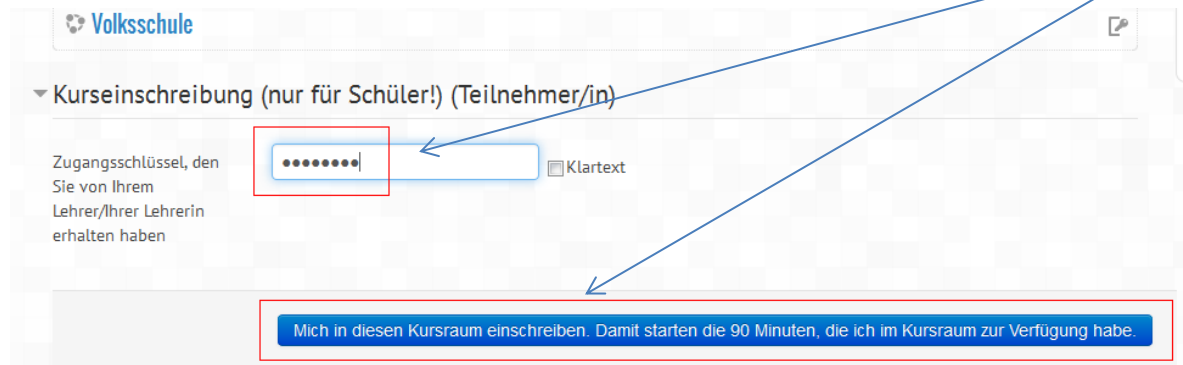 Volksschule
Kurseinschreibung (nur für Schüler!) (Teilnehmer/in)
Zugangsschlüssel, den
Sie von Ihrem
Lehrer/Ihrer Lehrerin
erhalten haben
••••••••
Klartext
Mich in diesen Kursraum einschreiben. Damit starten die 90 Minuten, die ich im Kursraum zur Verfügung habe.